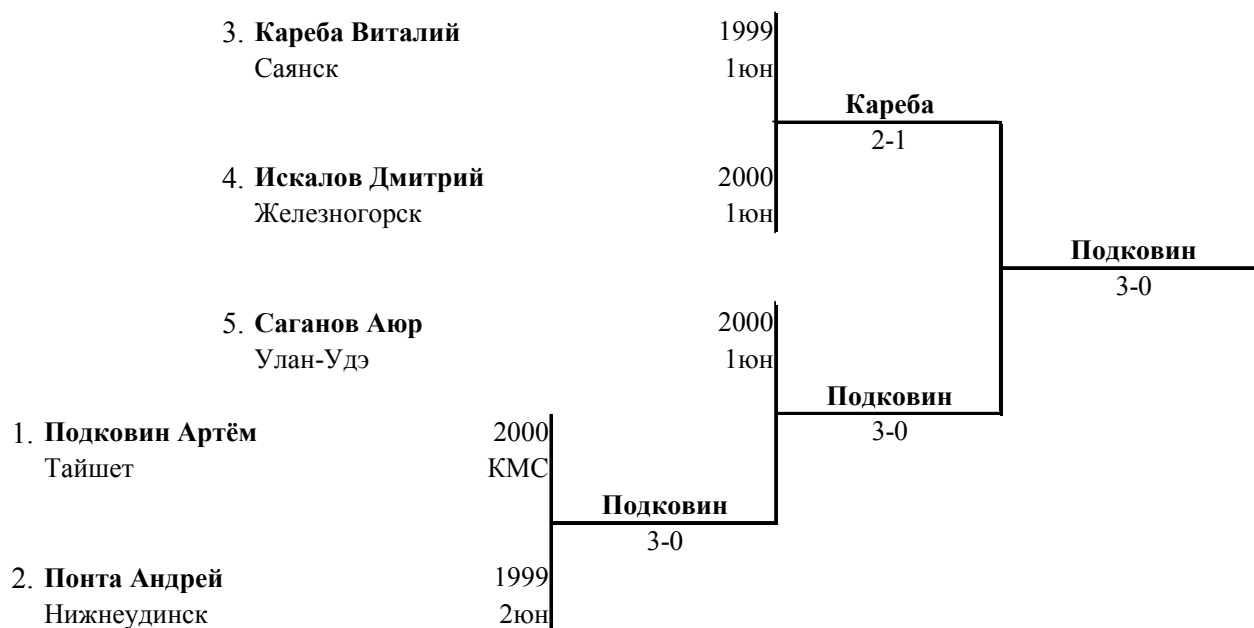 3. Кареба Виталий 1999
Саянск 1юн
Кареба
2-1
4. Искалов Дмитрий 2000
Железногорск 1юн
Подковин
3-0
5. Саганов Аюр 2000
Улан-Удэ 1юн
Подковин
3-0
1. Подковин Артём 2000
Тайшет КМС
Подковин
3-0
2. Понта Андрей 1999
Нижнеудинск 2юн